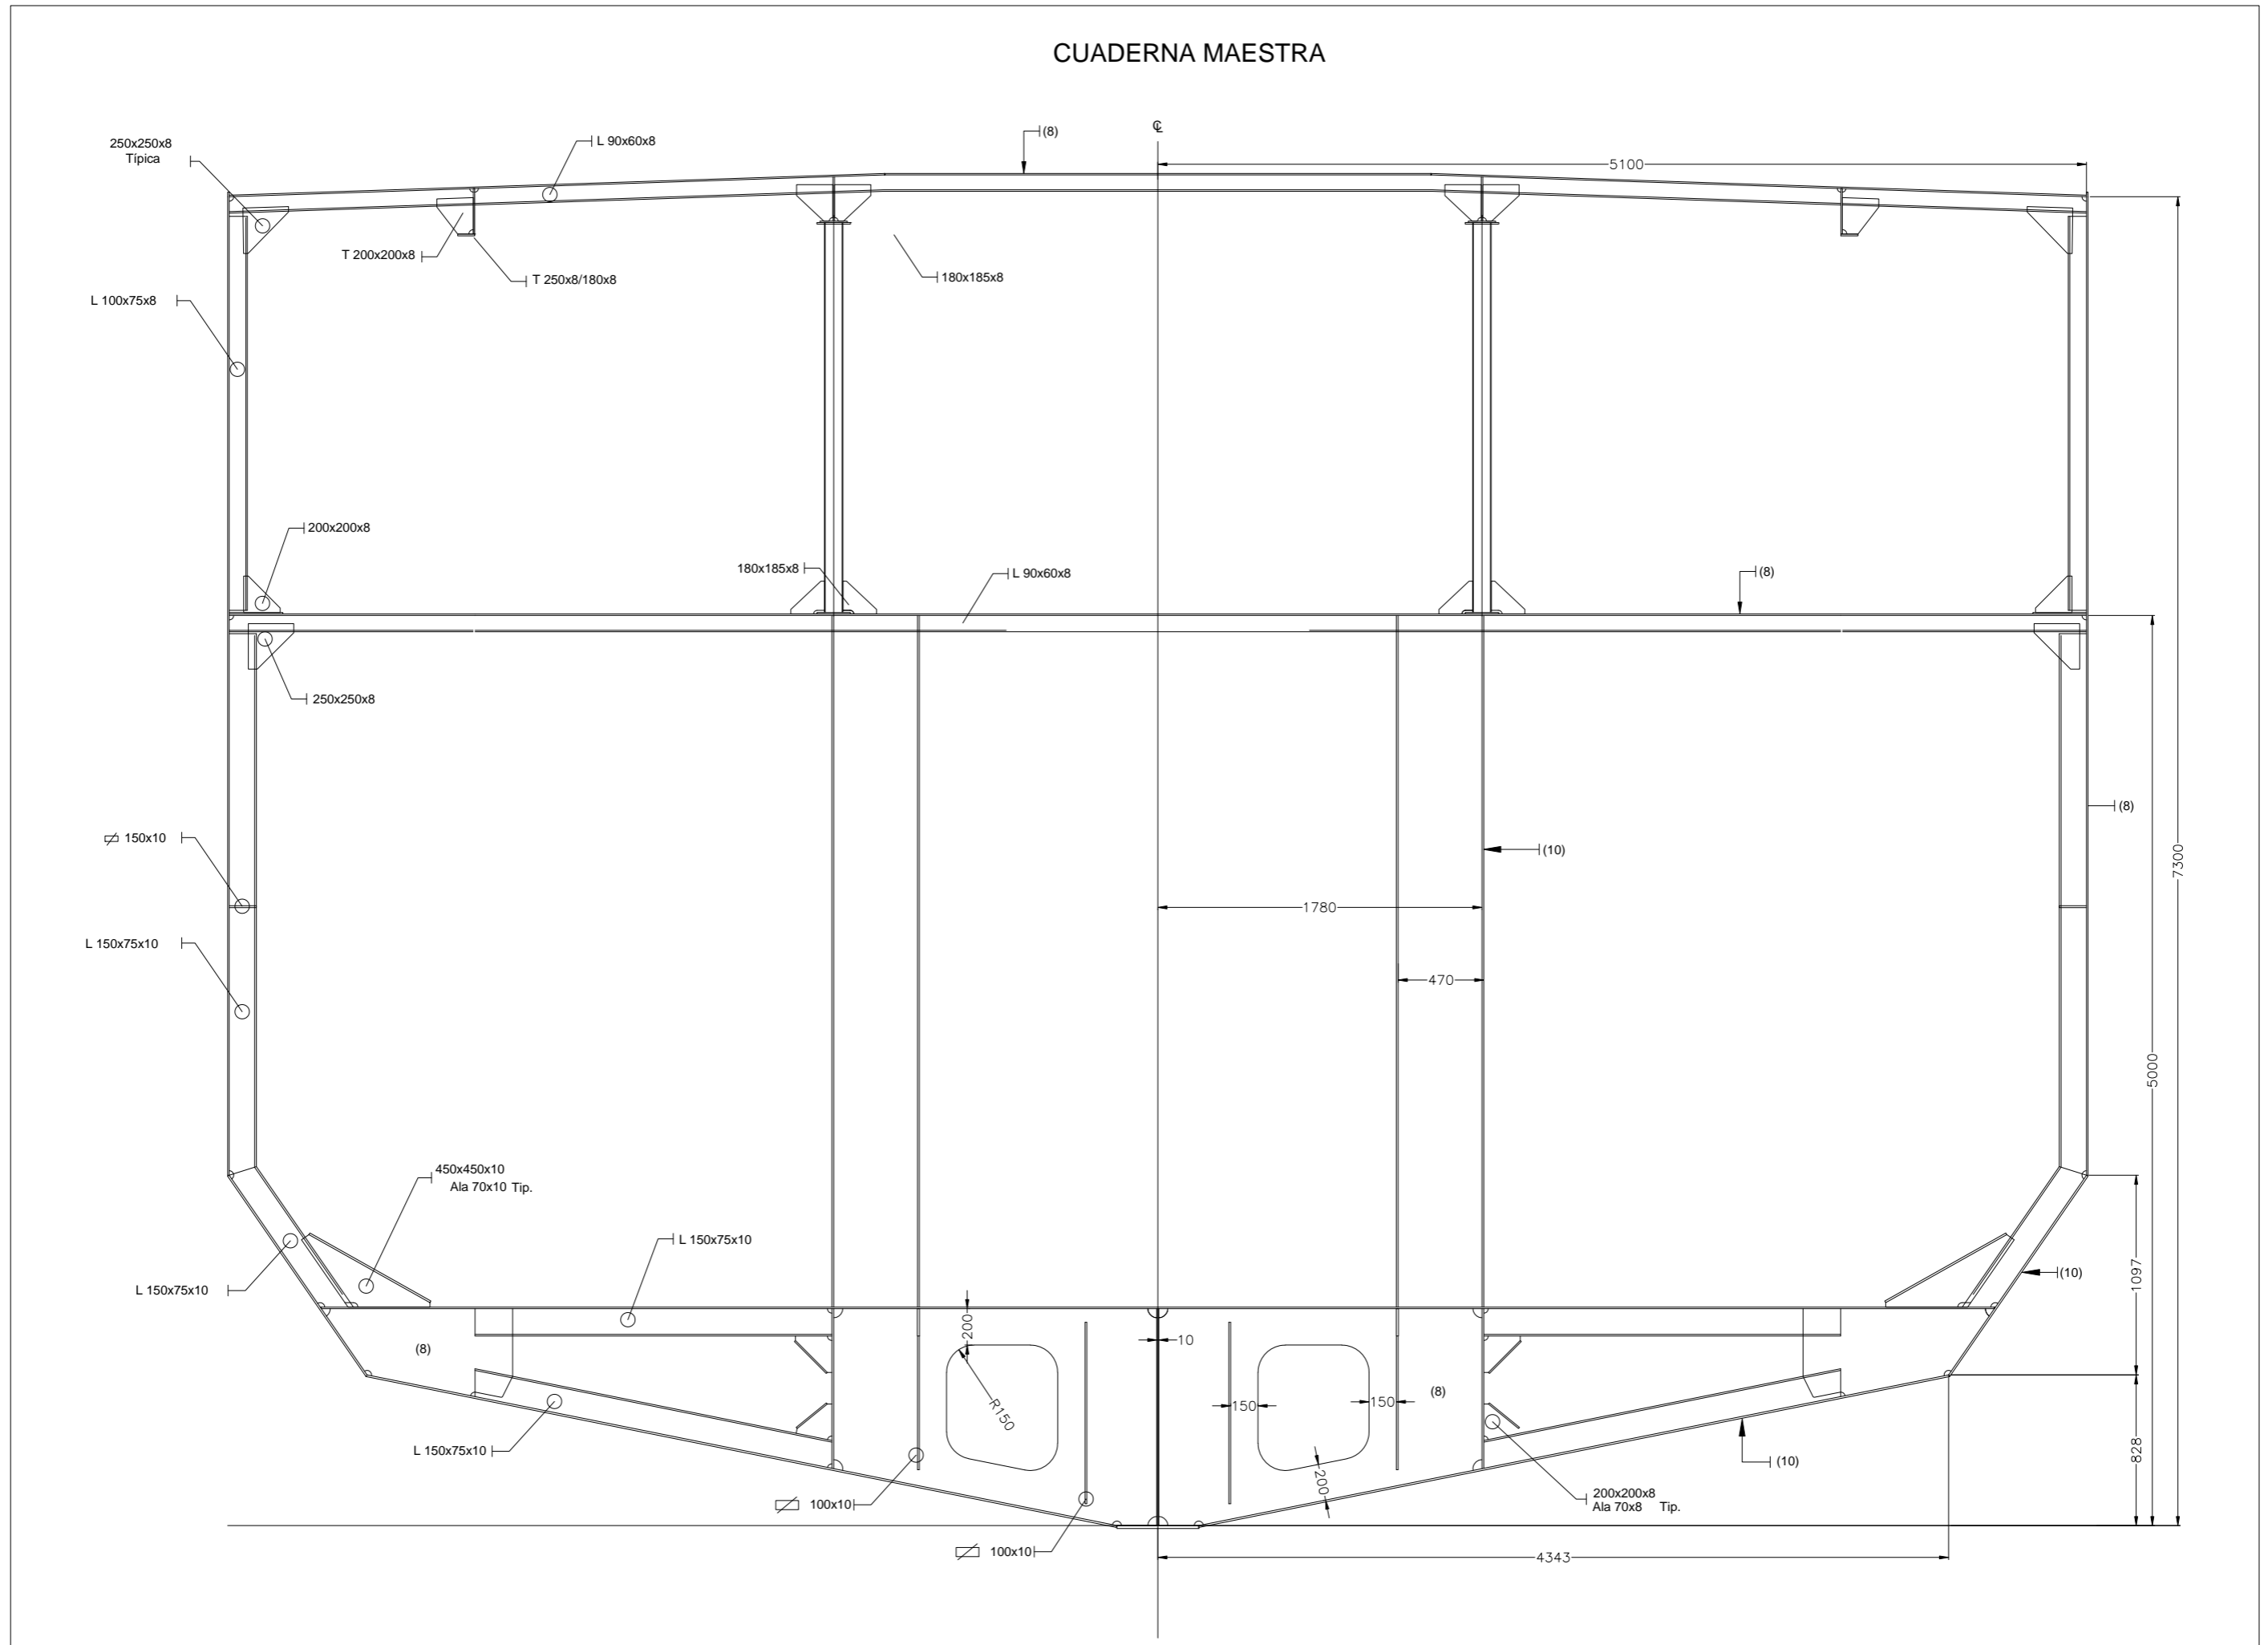 CUADERNA MAESTRA
250x250x8
Típica
L 90x60x8
(8)
℄
5100
T 200x200x8
T 250x8/180x8
180x185x8
L 100x75x8
200x200x8
180x185x8
L 90x60x8
(8)
250x250x8
150x10
(8)
(10)
7300
1780
L 150x75x10
470
5000
450x450x10
Ala 70x10 Tip.
L 150x75x10
L 150x75x10
(10)
1097
200
10
(8)
R150
150
150
(8)
L 150x75x10
200
(10)
828
100x10
200x200x8
Ala 70x8 Tip.
100x10
4343